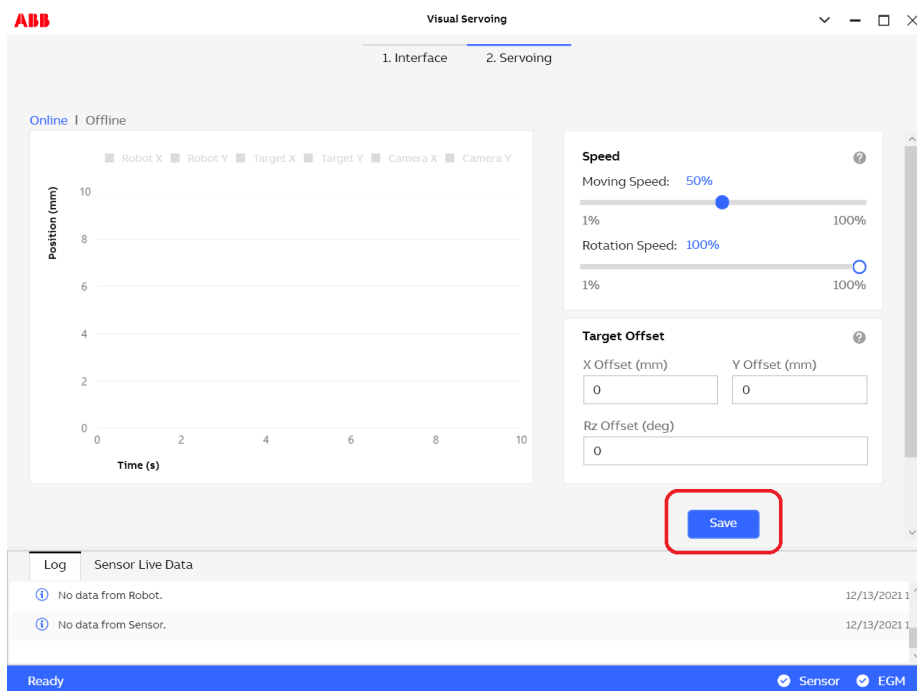 ABB
Visual Servoing
1. Interface
2. Servoing
Online | Offline
Robot X Robot Y Target X Target Y Camera X Camera Y
Position (mm)
10
8
6
4
2
0
0 2 4 6 8 10
Time (s)
Speed
Moving Speed: 50%
1% 100%
Rotation Speed: 100%
1% 100%
Target Offset
X Offset (mm) Y Offset (mm)
0 0
Rz Offset (deg)
0
Save
Log Sensor Live Data
No data from Robot. 12/13/2021 1
No data from Sensor. 12/13/2021 1
Ready Sensor EGM